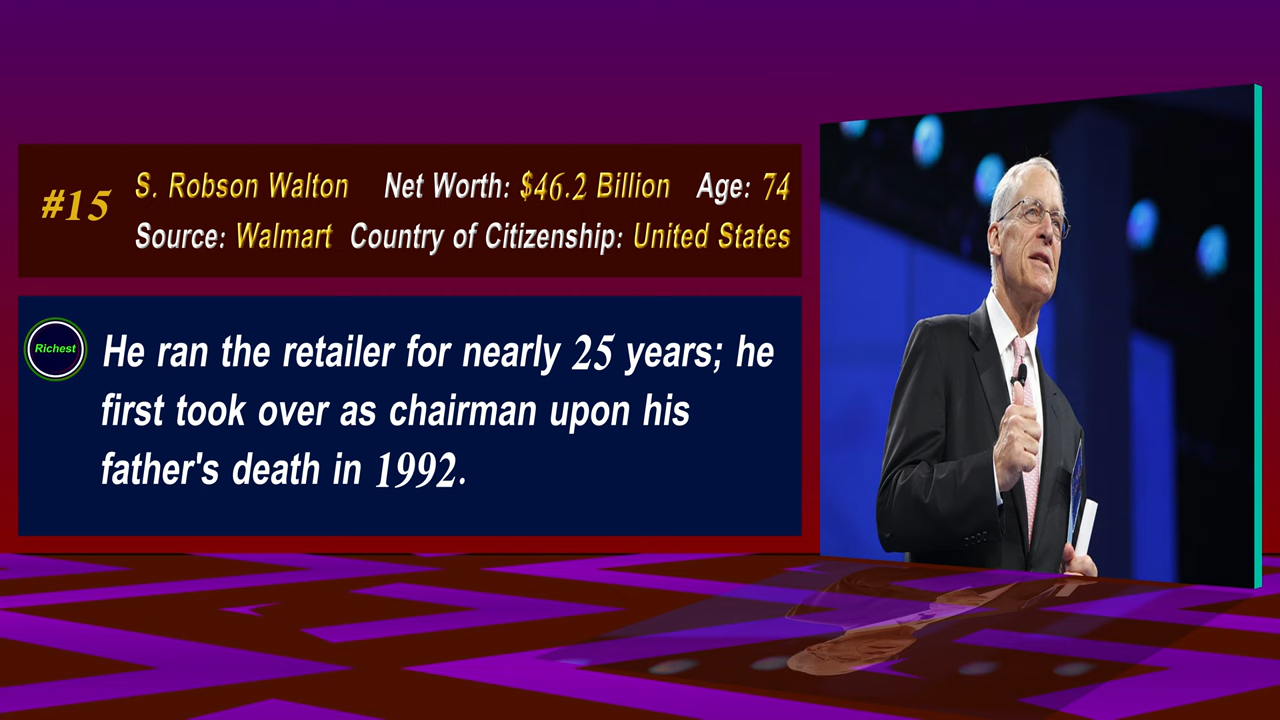 #15
S. Robson Walton Net Worth: $46.2 Billion Age: 74
Source: Walmart Country of Citizenship: United States
Richest
He ran the retailer for nearly 25 years; he
first took over as chairman upon his
father's death in 1992.